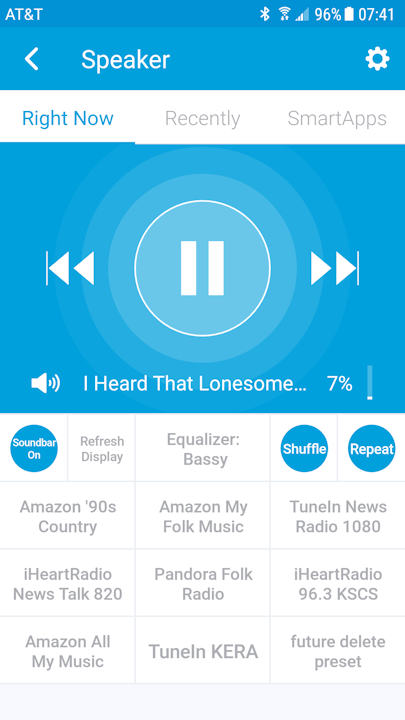 AT&T 96% 07:41
Speaker
Right Now Recently SmartApps
I Heard That Lonesome... 7%
Soundbar
On
Refresh
Display
Equalizer:
Bassy
Shuffle
Repeat
Amazon '90s
Country
Amazon My
Folk Music
TuneIn News
Radio 1080
iHeartRadio
News Talk 820
Pandora Folk
Radio
iHeartRadio
96.3 KSCS
Amazon All
My Music
TuneIn KERA
future delete
preset